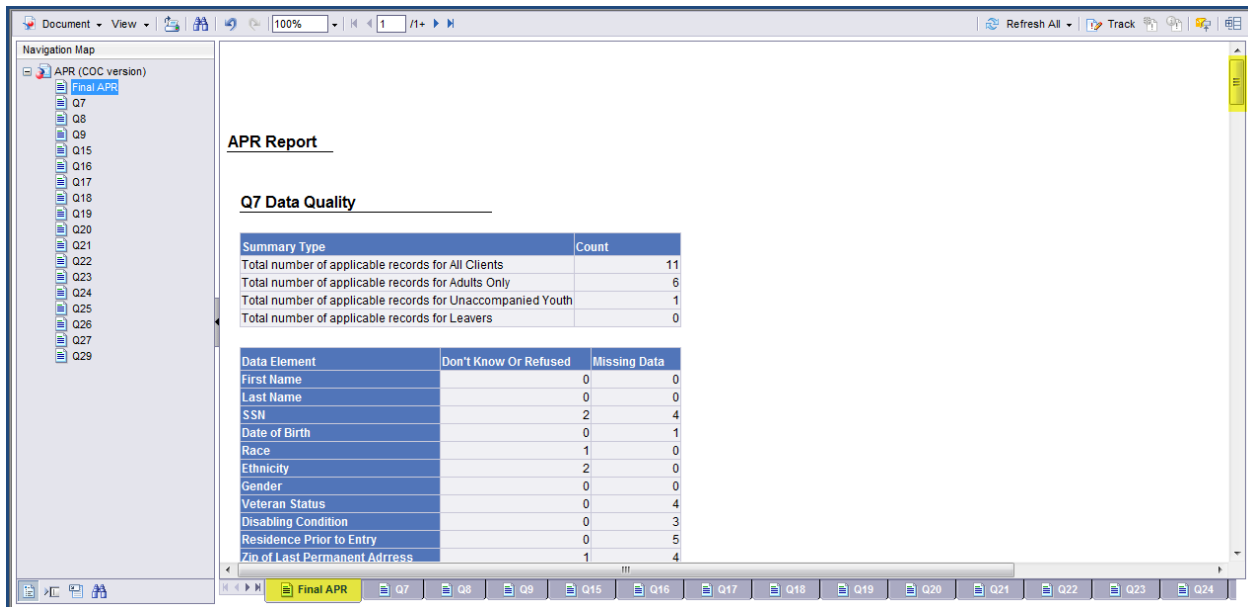 Document View 100% 1 /1+ Refresh All Track
Navigation Map
APR (COC version)
Final APR
Q7
Q8
Q9
Q15
Q16
Q17
Q18
Q19
Q20
Q21
Q22
Q23
Q24
Q25
Q26
Q27
Q29
APR Report
Q7 Data Quality
Summary Type Count
Total number of applicable records for All Clients 11
Total number of applicable records for Adults Only 6
Total number of applicable records for Unaccompanied Youth 1
Total number of applicable records for Leavers 0
Data Element Don't Know Or Refused Missing Data
First Name 0 0
Last Name 0 0
SSN 2 4
Date of Birth 0 1
Race 1 0
Ethnicity 2 0
Gender 0 0
Veteran Status 0 4
Disabling Condition 0 3
Residence Prior to Entry 0 5
Zip of Last Permanent Adrress 1 4
Final APR Q7 Q8 Q9 Q15 Q16 Q17 Q18 Q19 Q20 Q21 Q22 Q23 Q24